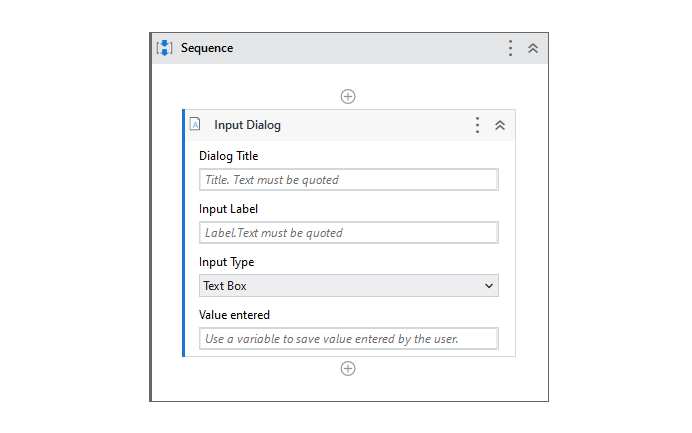 Sequence
Input Dialog
Dialog Title
Title. Text must be quoted
Input Label
Label.Text must be quoted
Input Type
Text Box
Value entered
Use a variable to save value entered by the user.